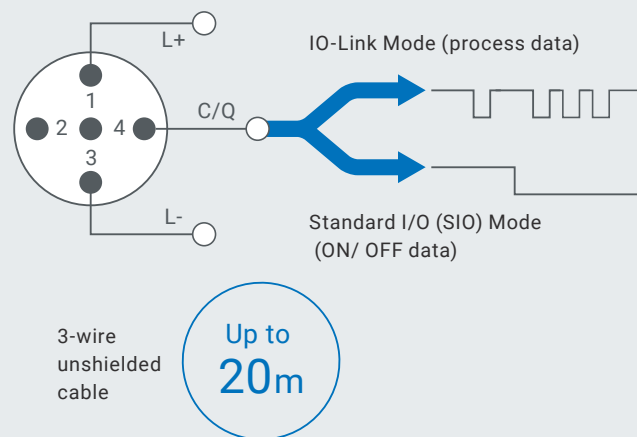 L+
IO-Link Mode (process data)
1
C/Q
2
4
3
L-
Standard I/O (SIO) Mode
(ON/ OFF data)
3-wire
unshielded
cable
Up to
20m